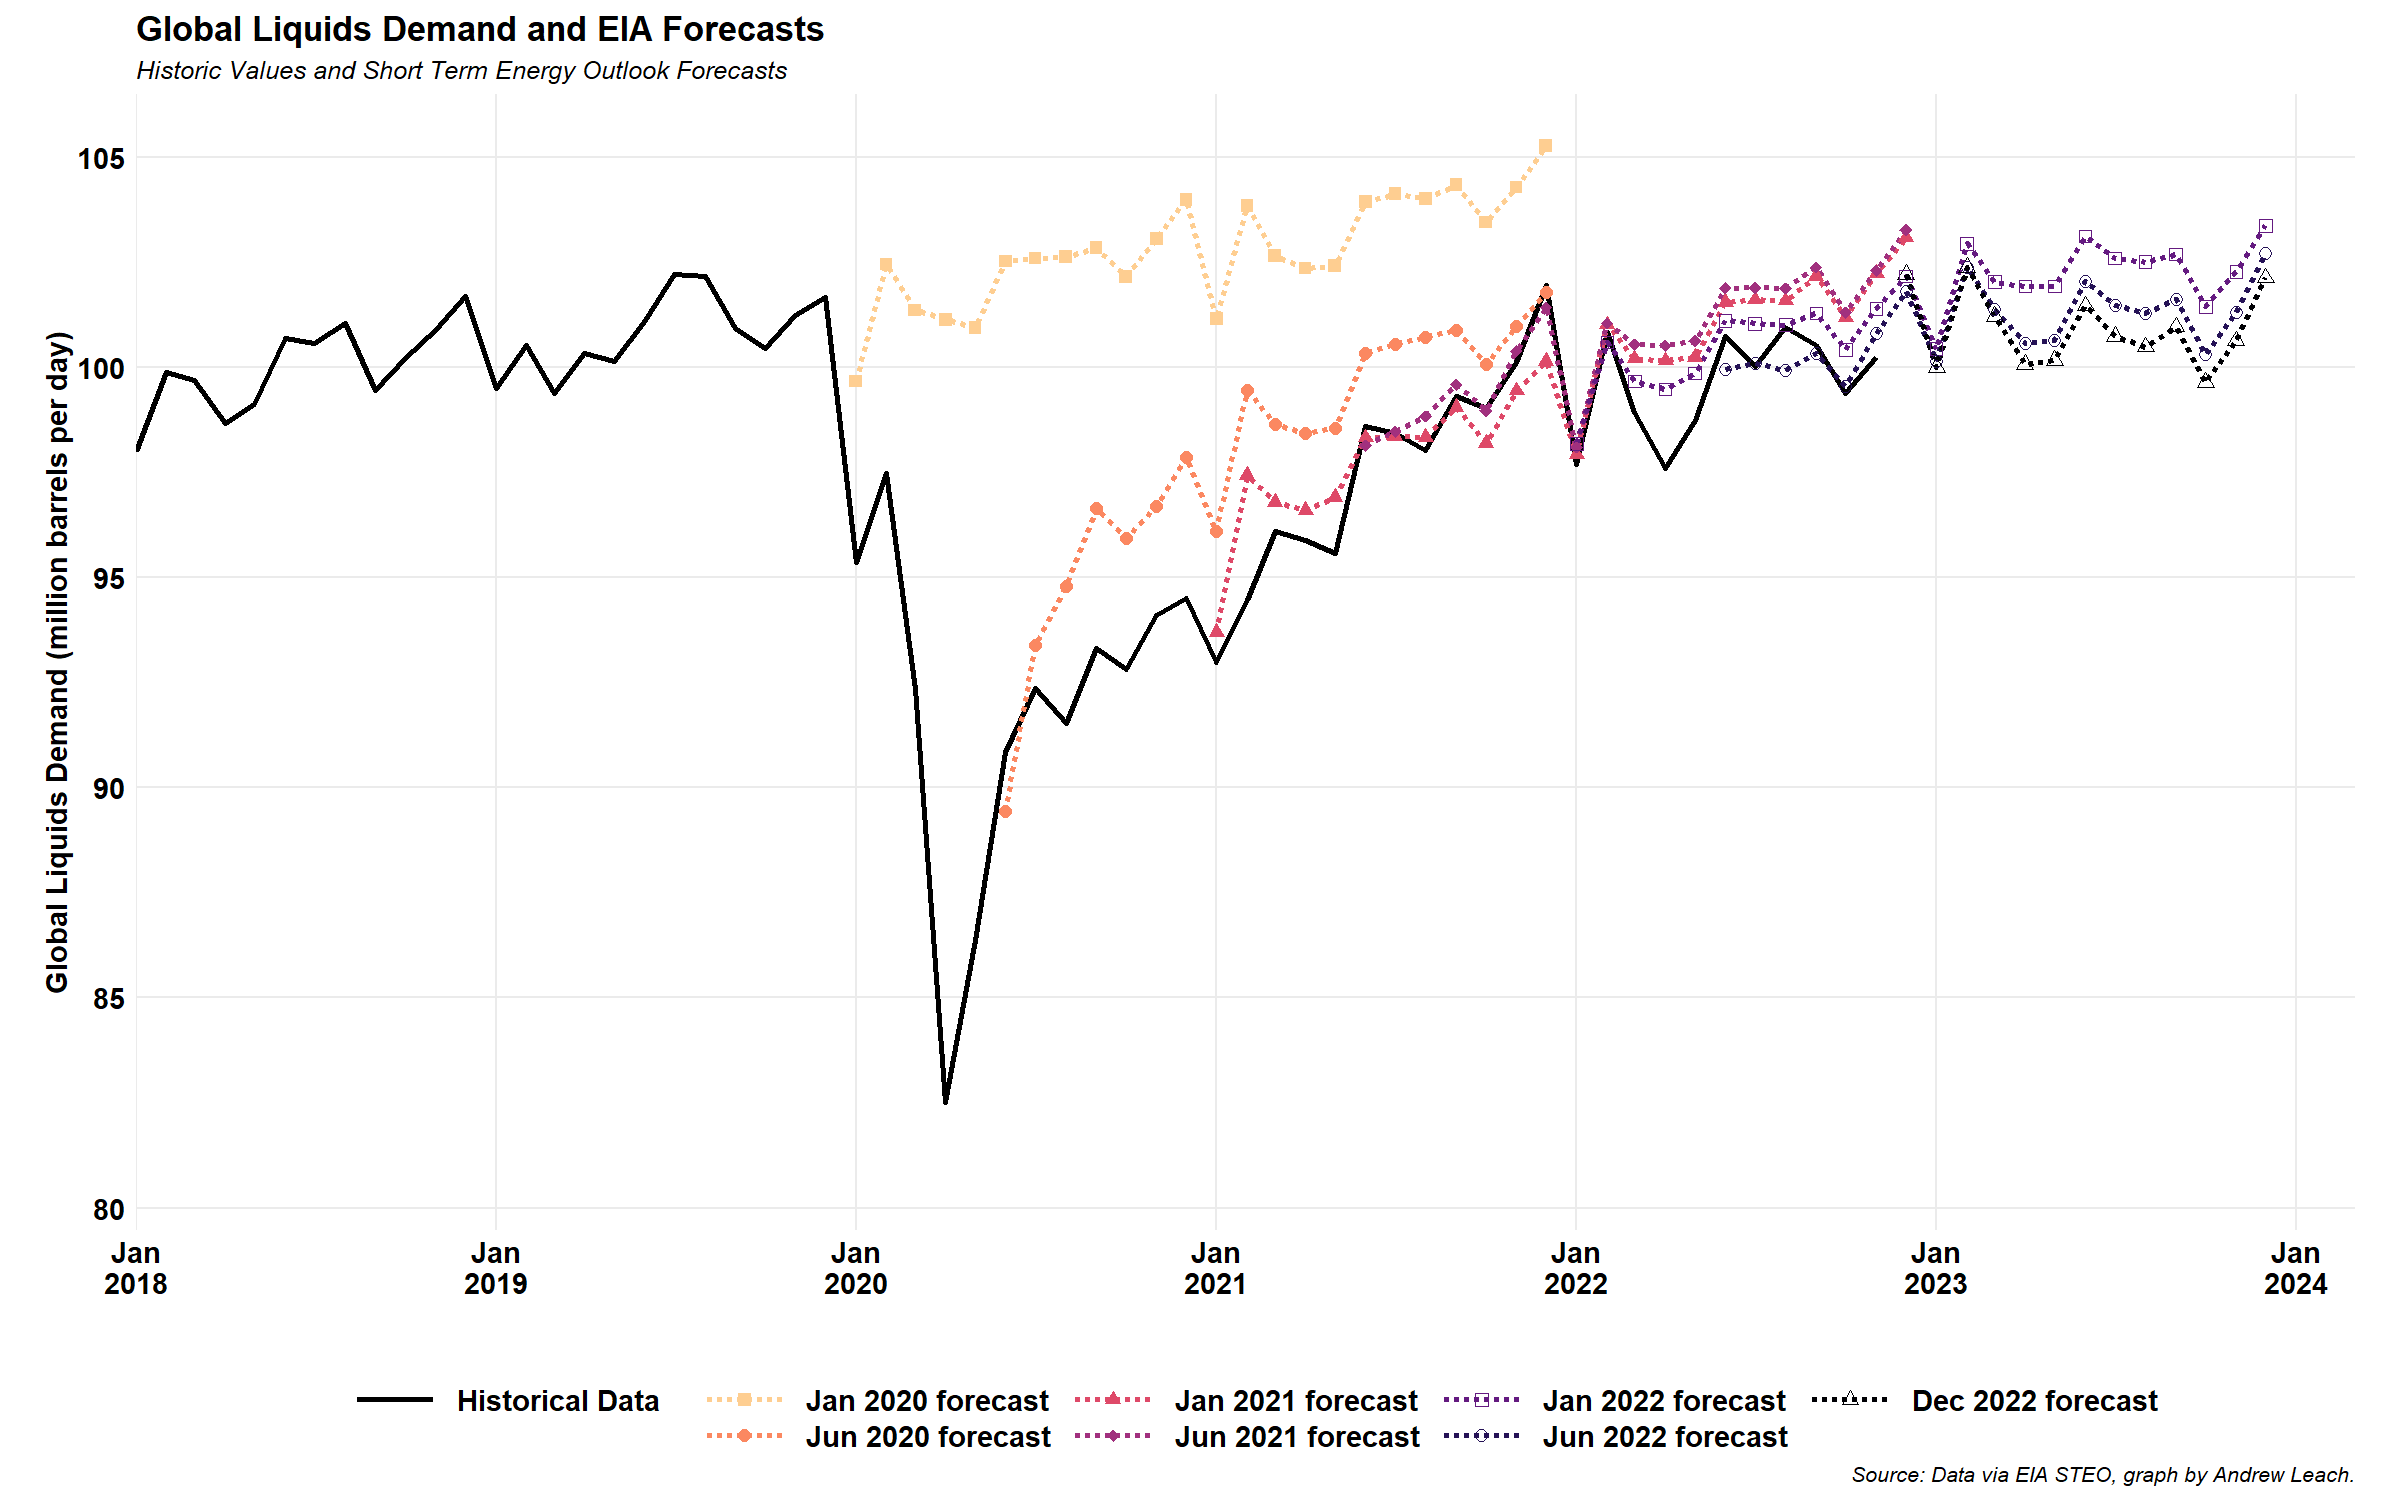 Global Liquids Demand and EIA Forecasts
Historic Values and Short Term Energy Outlook Forecasts
Global Liquids Demand (million barrels per day)
105
100
95
90
85
80
Jan
2018
Jan
2019
Jan
2020
Jan
2021
Jan
2022
Jan
2023
Jan
2024
Historical Data
Jan 2020 forecast
Jun 2020 forecast
Jan 2021 forecast
Jun 2021 forecast
Jan 2022 forecast
Jun 2022 forecast
Dec 2022 forecast
Source: Data via EIA STEO, graph by Andrew Leach.